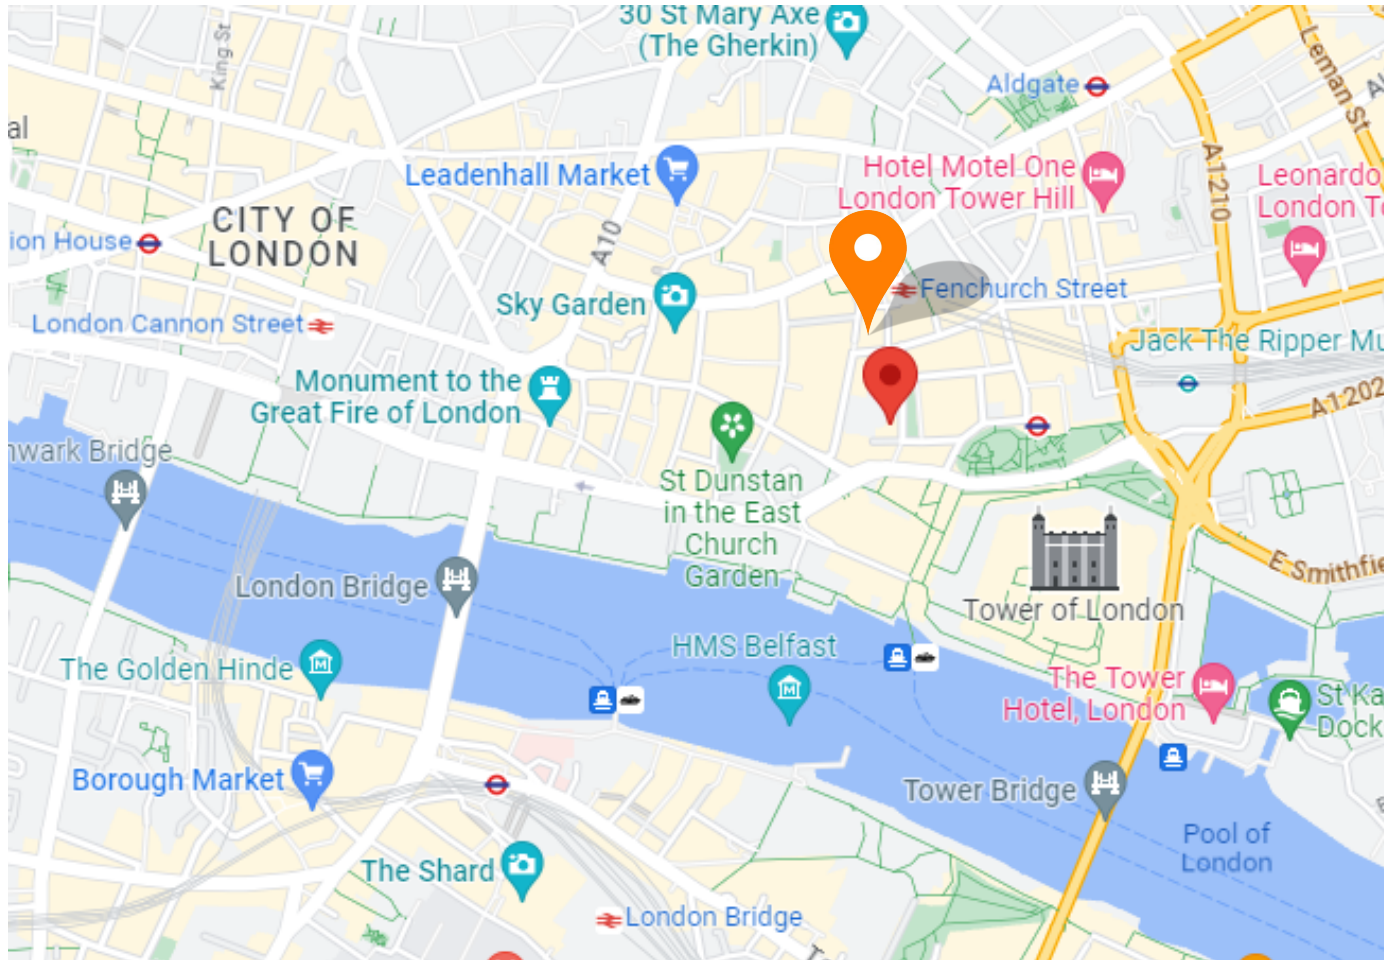 30 St Mary Axe
(The Gherkin)
King St
Leman St
Aldgate
al
Leadenhall Market
Hotel Motel One
London Tower Hill
A1210
Leonardo
London To
CITY OF
LONDON
ion House
A10
Sky Garden
Fenchurch Street
London Cannon Street
Jack The Ripper Mu
Monument to the
Great Fire of London
A1202
nwark Bridge
St Dunstan
in the East
Church
Garden
E Smithfie
London Bridge
Tower of London
HMS Belfast
The Golden Hinde
The Tower
Hotel, London
St Ka
Dock
Borough Market
Tower Bridge
Pool of
London
The Shard
London Bridge